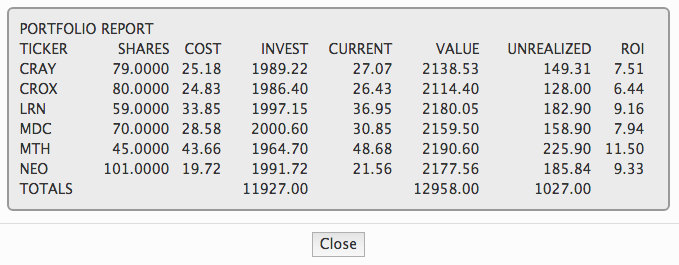 PORTFOLIO REPORT
TICKER SHARES COST INVEST CURRENT VALUE UNREALIZED ROI
CRAY 79.0000 25.18 1989.22 27.07 2138.53 149.31 7.51
CROX 80.0000 24.83 1986.40 26.43 2114.40 128.00 6.44
LRN 59.0000 33.85 1997.15 36.95 2180.05 182.90 9.16
MDC 70.0000 28.58 2000.60 30.85 2159.50 158.90 7.94
MTH 45.0000 43.66 1964.70 48.68 2190.60 225.90 11.50
NEO 101.0000 19.72 1991.72 21.56 2177.56 185.84 9.33
TOTALS 11927.00 12958.00 1027.00
Close